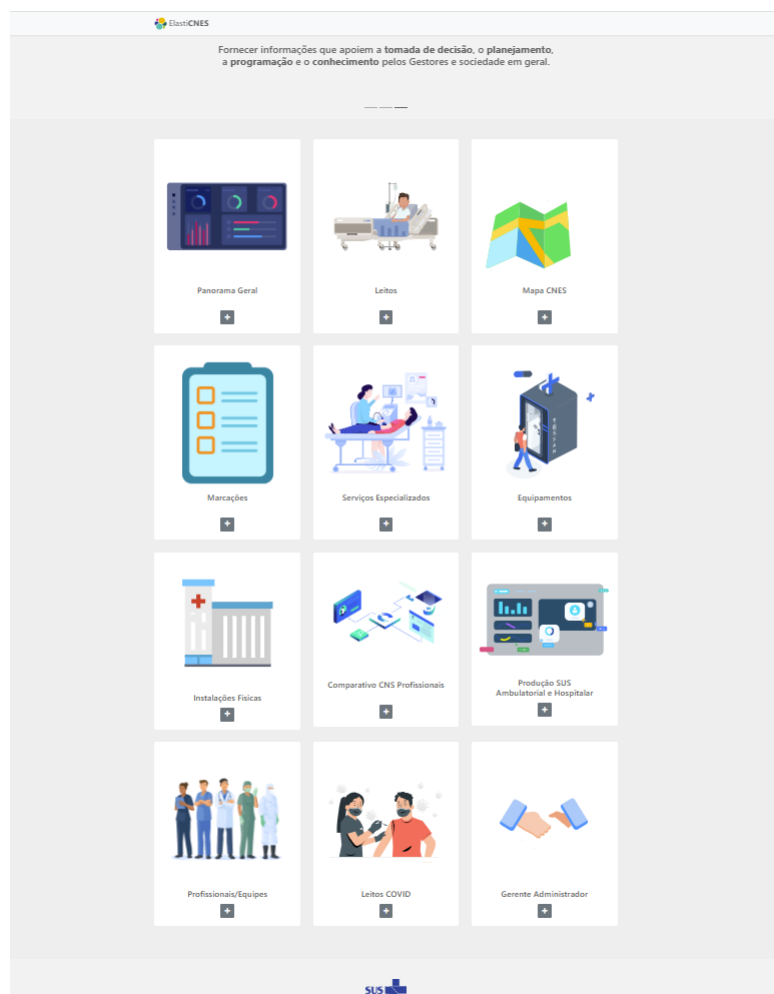 ElastiCNES
Fornecer informações que apoiem a tomada de decisão, o planejamento,
a programação e o conhecimento pelos Gestores e sociedade em geral.
Panorama Geral
Leitos
Mapa CNES
Marcações
Serviços Especializados
Equipamentos
Instalações Físicas
Comparativo CNS Profissionais
Produção SUS
Ambulatorial e Hospitalar
Profissionais/Equipes
Leitos COVID
Gerente Administrador
SUS